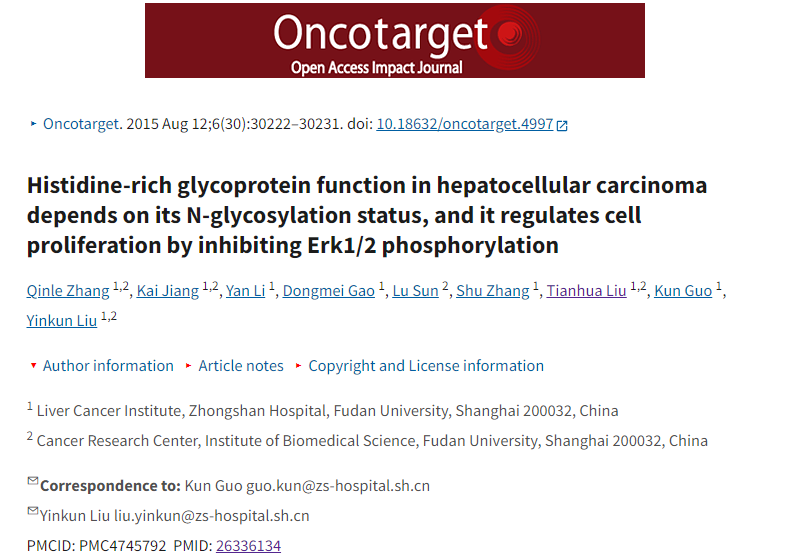 Oncotarget
Open Access Impact Journal
Oncotarget. 2015 Aug 12;6(30):30222–30231. doi: 10.18632/oncotarget.4997
Histidine-rich glycoprotein function in hepatocellular carcinoma
depends on its N-glycosylation status, and it regulates cell
proliferation by inhibiting Erk1/2 phosphorylation
Qinle Zhang 1,2, Kai Jiang 1,2, Yan Li 1, Dongmei Gao 1, Lu Sun 2, Shu Zhang 1, Tianhua Liu 1,2, Kun Guo 1,
Yinkun Liu 1,2
Author information Article notes Copyright and License information
1 Liver Cancer Institute, Zhongshan Hospital, Fudan University, Shanghai 200032, China
2 Cancer Research Center, Institute of Biomedical Science, Fudan University, Shanghai 200032, China
Correspondence to: Kun Guo guo.kun@zs-hospital.sh.cn
Yinkun Liu liu.yinkun@zs-hospital.sh.cn
PMCID: PMC4745792 PMID: 26336134